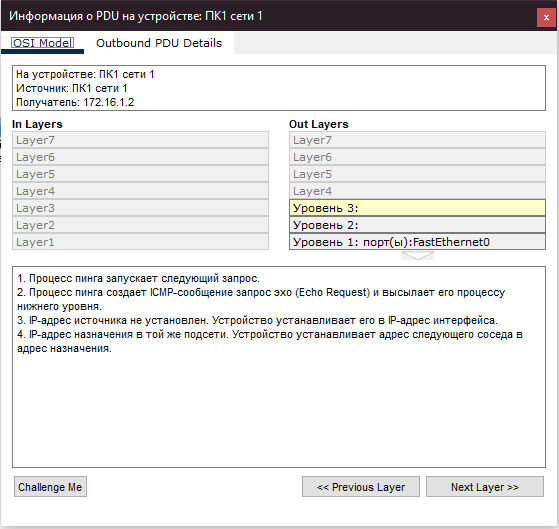 Информация о PDU на устройстве: ПК1 сети 1
x
OSI Model
Outbound PDU Details
На устройстве: ПК1 сети 1
Источник: ПК1 сети 1
Получатель: 172.16.1.2
In Layers
Out Layers
Layer7
Layer7
Layer6
Layer6
Layer5
Layer5
Layer4
Layer4
Layer3
Уровень 3:
Layer2
Уровень 2:
Layer1
Уровень 1: порт(ы):FastEthernet0
1. Процесс пинга запускает следующий запрос.
2. Процесс пинга создает ICMP-сообщение запрос эхо (Echo Request) и высылает его процессу
нижнего уровня.
3. IP-адрес источника не установлен. Устройство устанавливает его в IP-адрес интерфейса.
4. IP-адрес назначения в той же подсети. Устройство устанавливает адрес следующего соседа в
адрес назначения.
Challenge Me
<< Previous Layer
Next Layer >>